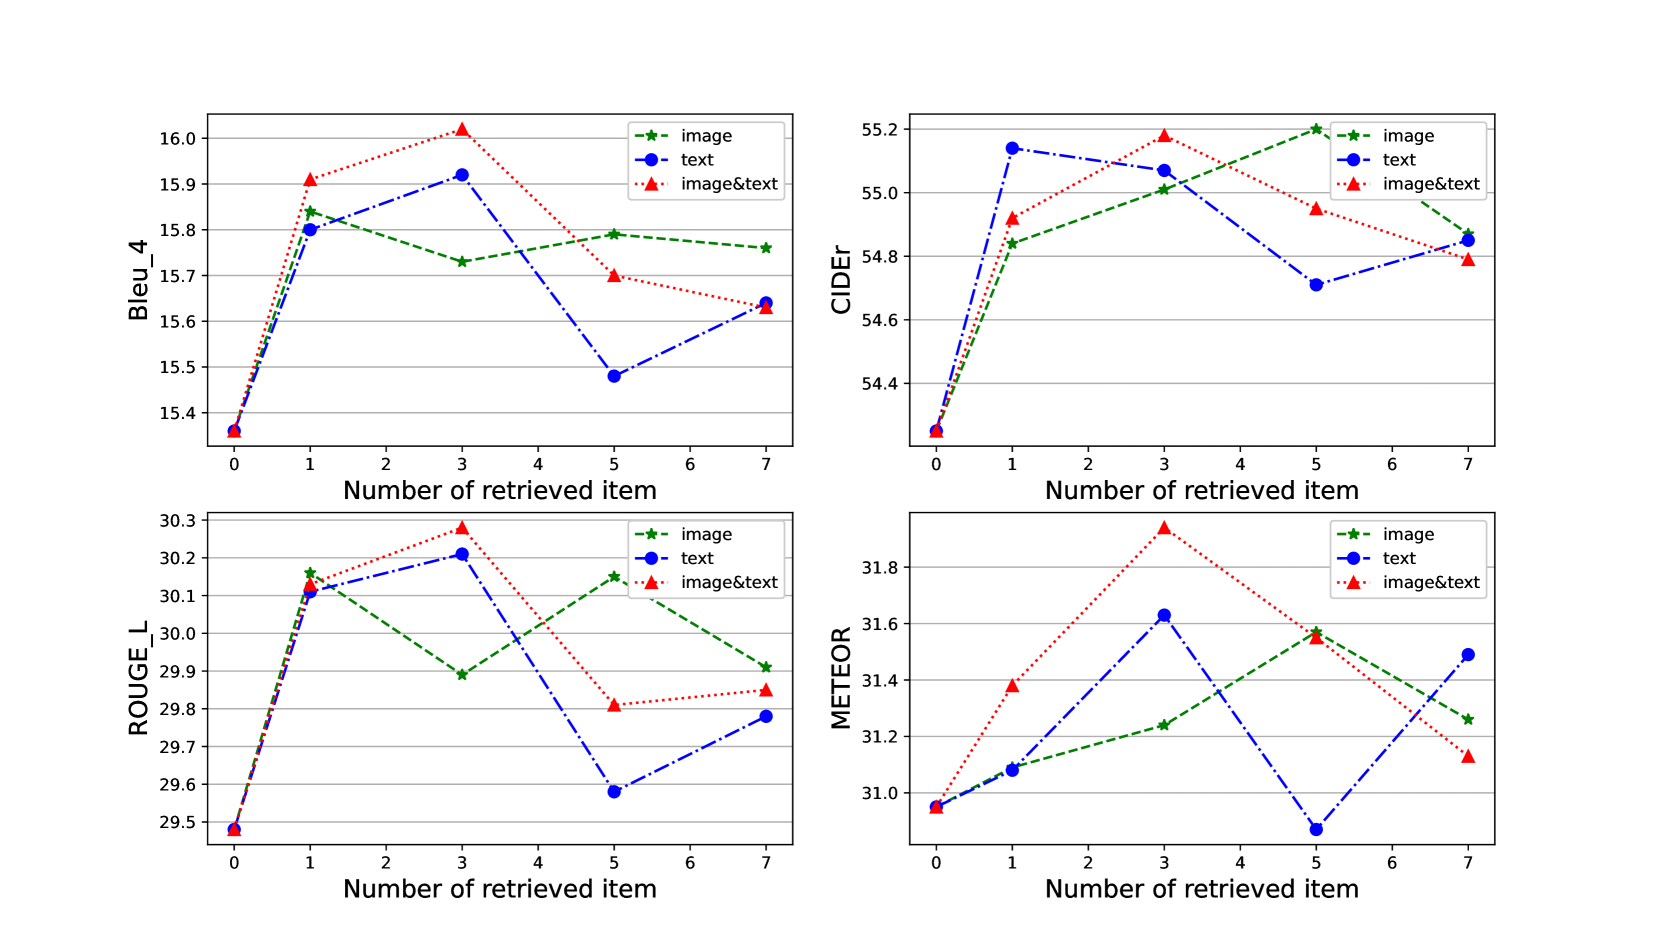 Bleu_4
16.0
15.9
15.8
15.7
15.6
15.5
15.4
0 1 2 3 4 5 6 7
Number of retrieved item
image
text
image&text
CIDEr
55.2
55.0
54.8
54.6
54.4
0 1 2 3 4 5 6 7
Number of retrieved item
image
text
image&text
ROUGE_L
30.3
30.2
30.1
30.0
29.9
29.8
29.7
29.6
29.5
0 1 2 3 4 5 6 7
Number of retrieved item
image
text
image&text
METEOR
31.8
31.6
31.4
31.2
31.0
0 1 2 3 4 5 6 7
Number of retrieved item
image
text
image&text